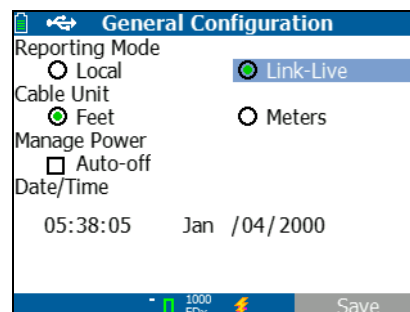 General Configuration
Reporting Mode
Local Link-Live
Cable Unit
Feet Meters
Manage Power
Auto-off
Date/Time
05:38:05 Jan /04/2000
1000
FDx Save